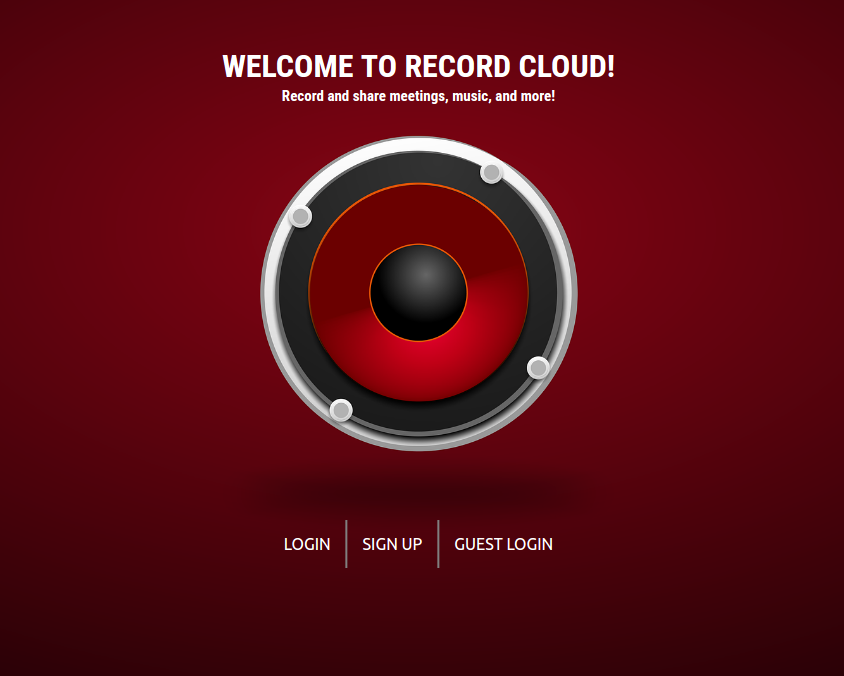 WELCOME TO RECORD CLOUD!
Record and share meetings, music, and more!
LOGIN
SIGN UP
GUEST LOGIN